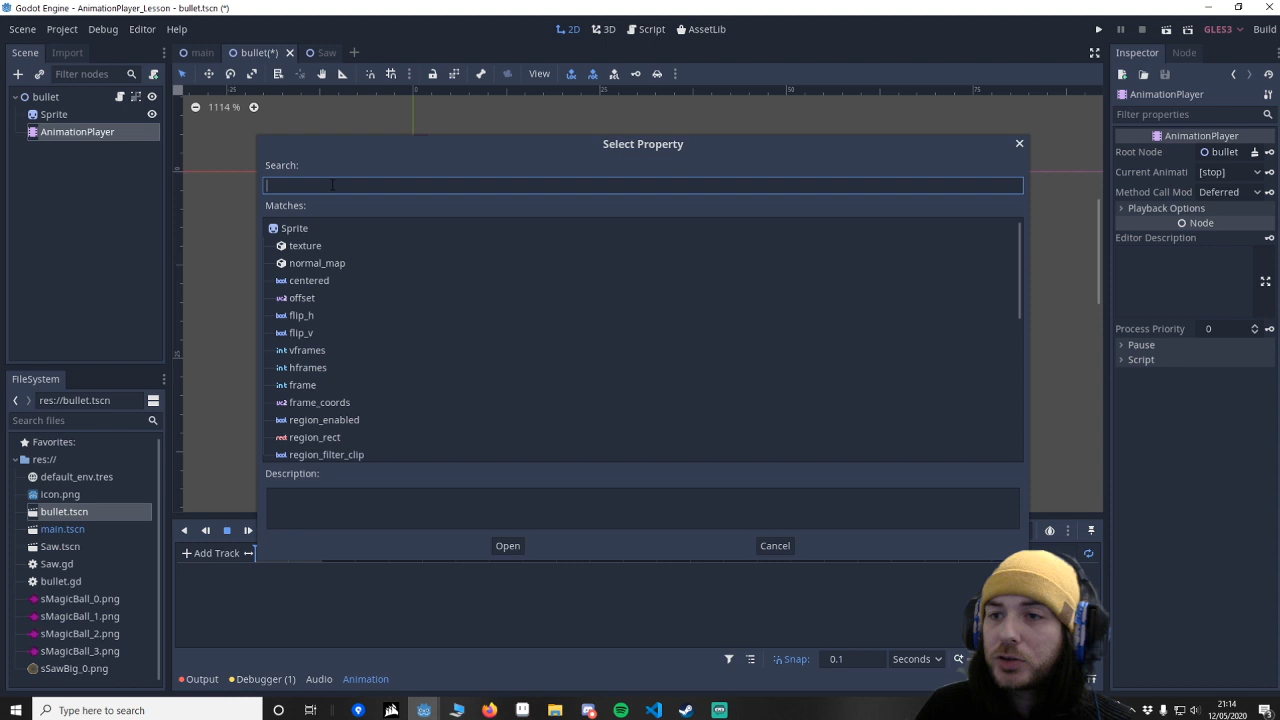 Godot Engine - AnimationPlayer_Lesson - bullet.tscn (*)
Scene Project Debug Editor Help
2D 3D Script AssetLib
GLES3 Build
Scene Import
main bullet(*) Saw
Inspector Node
Filter nodes
View
AnimationPlayer
-25 0 25 50 75
bullet
1114 %
Filter properties
Sprite
AnimationPlayer
AnimationPlayer
Select Property
Root Node bullet
Search:
Current Animati [stop]
Method Call Mod Deferred
Matches:
Playback Options
Node
Sprite
Editor Description
texture
normal_map
centered
offset
flip_h
flip_v
Process Priority 0
vframes
Pause
hframes
Script
frame
FileSystem
frame_coords
res://bullet.tscn
region_enabled
Search files
region_rect
Favorites:
region_filter_clip
res://
Description:
default_env.tres
icon.png
bullet.tscn
main.tscn
Open Cancel
Saw.tscn
Add Track
Saw.gd
bullet.gd
sMagicBall_0.png
sMagicBall_1.png
sMagicBall_2.png
sMagicBall_3.png
Snap: 0.1 Seconds
sSawBig_0.png
Output Debugger (1) Audio Animation
Type here to search
21:14
12/05/2020